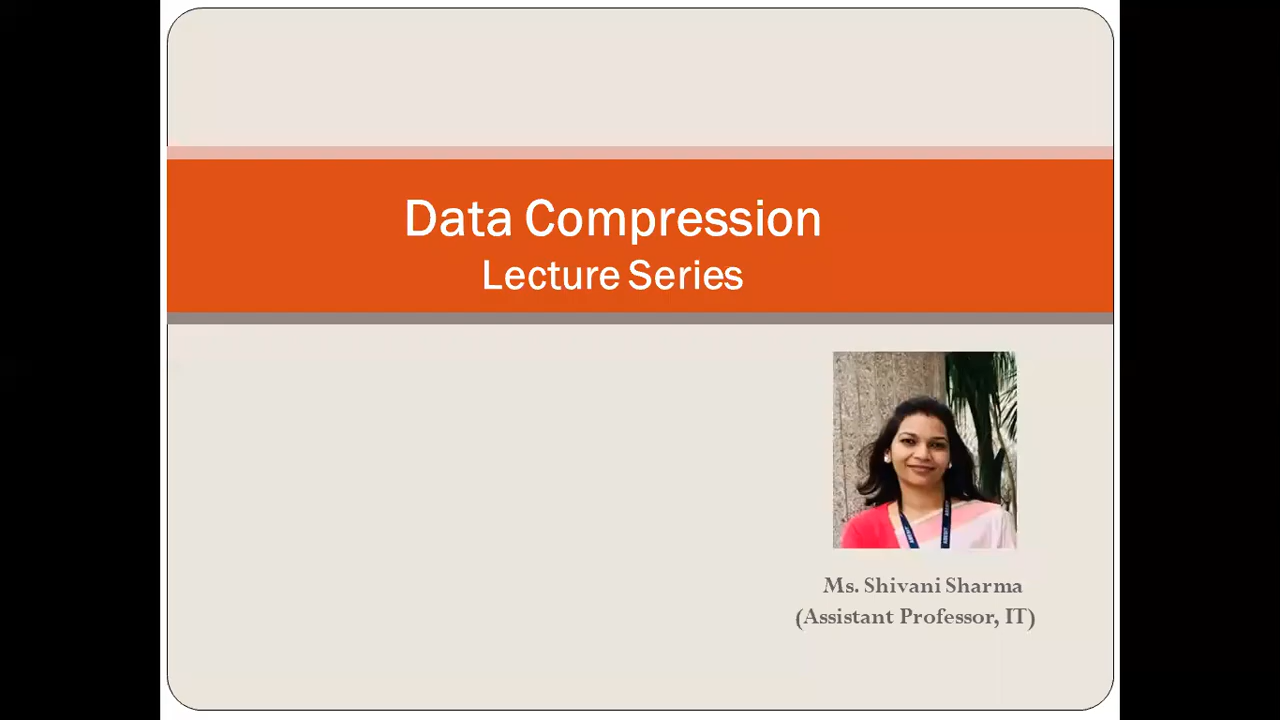 Data Compression
Lecture Series
Ms. Shivani Sharma
(Assistant Professor, IT)